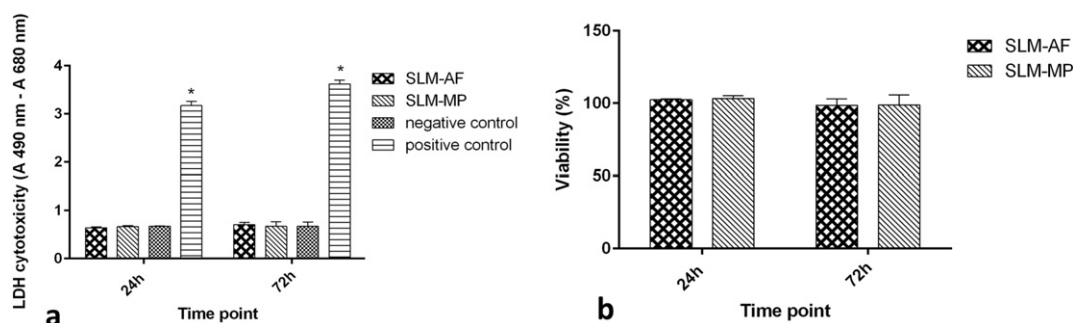 LDH cytotoxicity (A 490 nm - A 680 nm)
4
3
2
1
0
*
*
24h
72h
Time point
SLM-AF
SLM-MP
negative control
positive control
a
Viability (%)
150
100
50
0
24h
72h
Time point
SLM-AF
SLM-MP
b